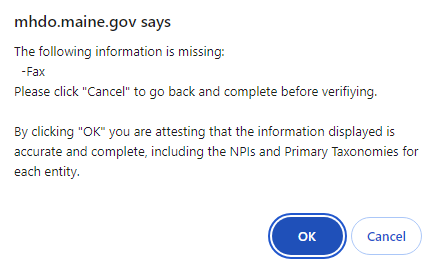 mhdo.maine.gov says
The following information is missing:
-Fax
Please click "Cancel" to go back and complete before verifiying.
By clicking "OK" you are attesting that the information displayed is
accurate and complete, including the NPIs and Primary Taxonomies for
each entity.
OK
Cancel